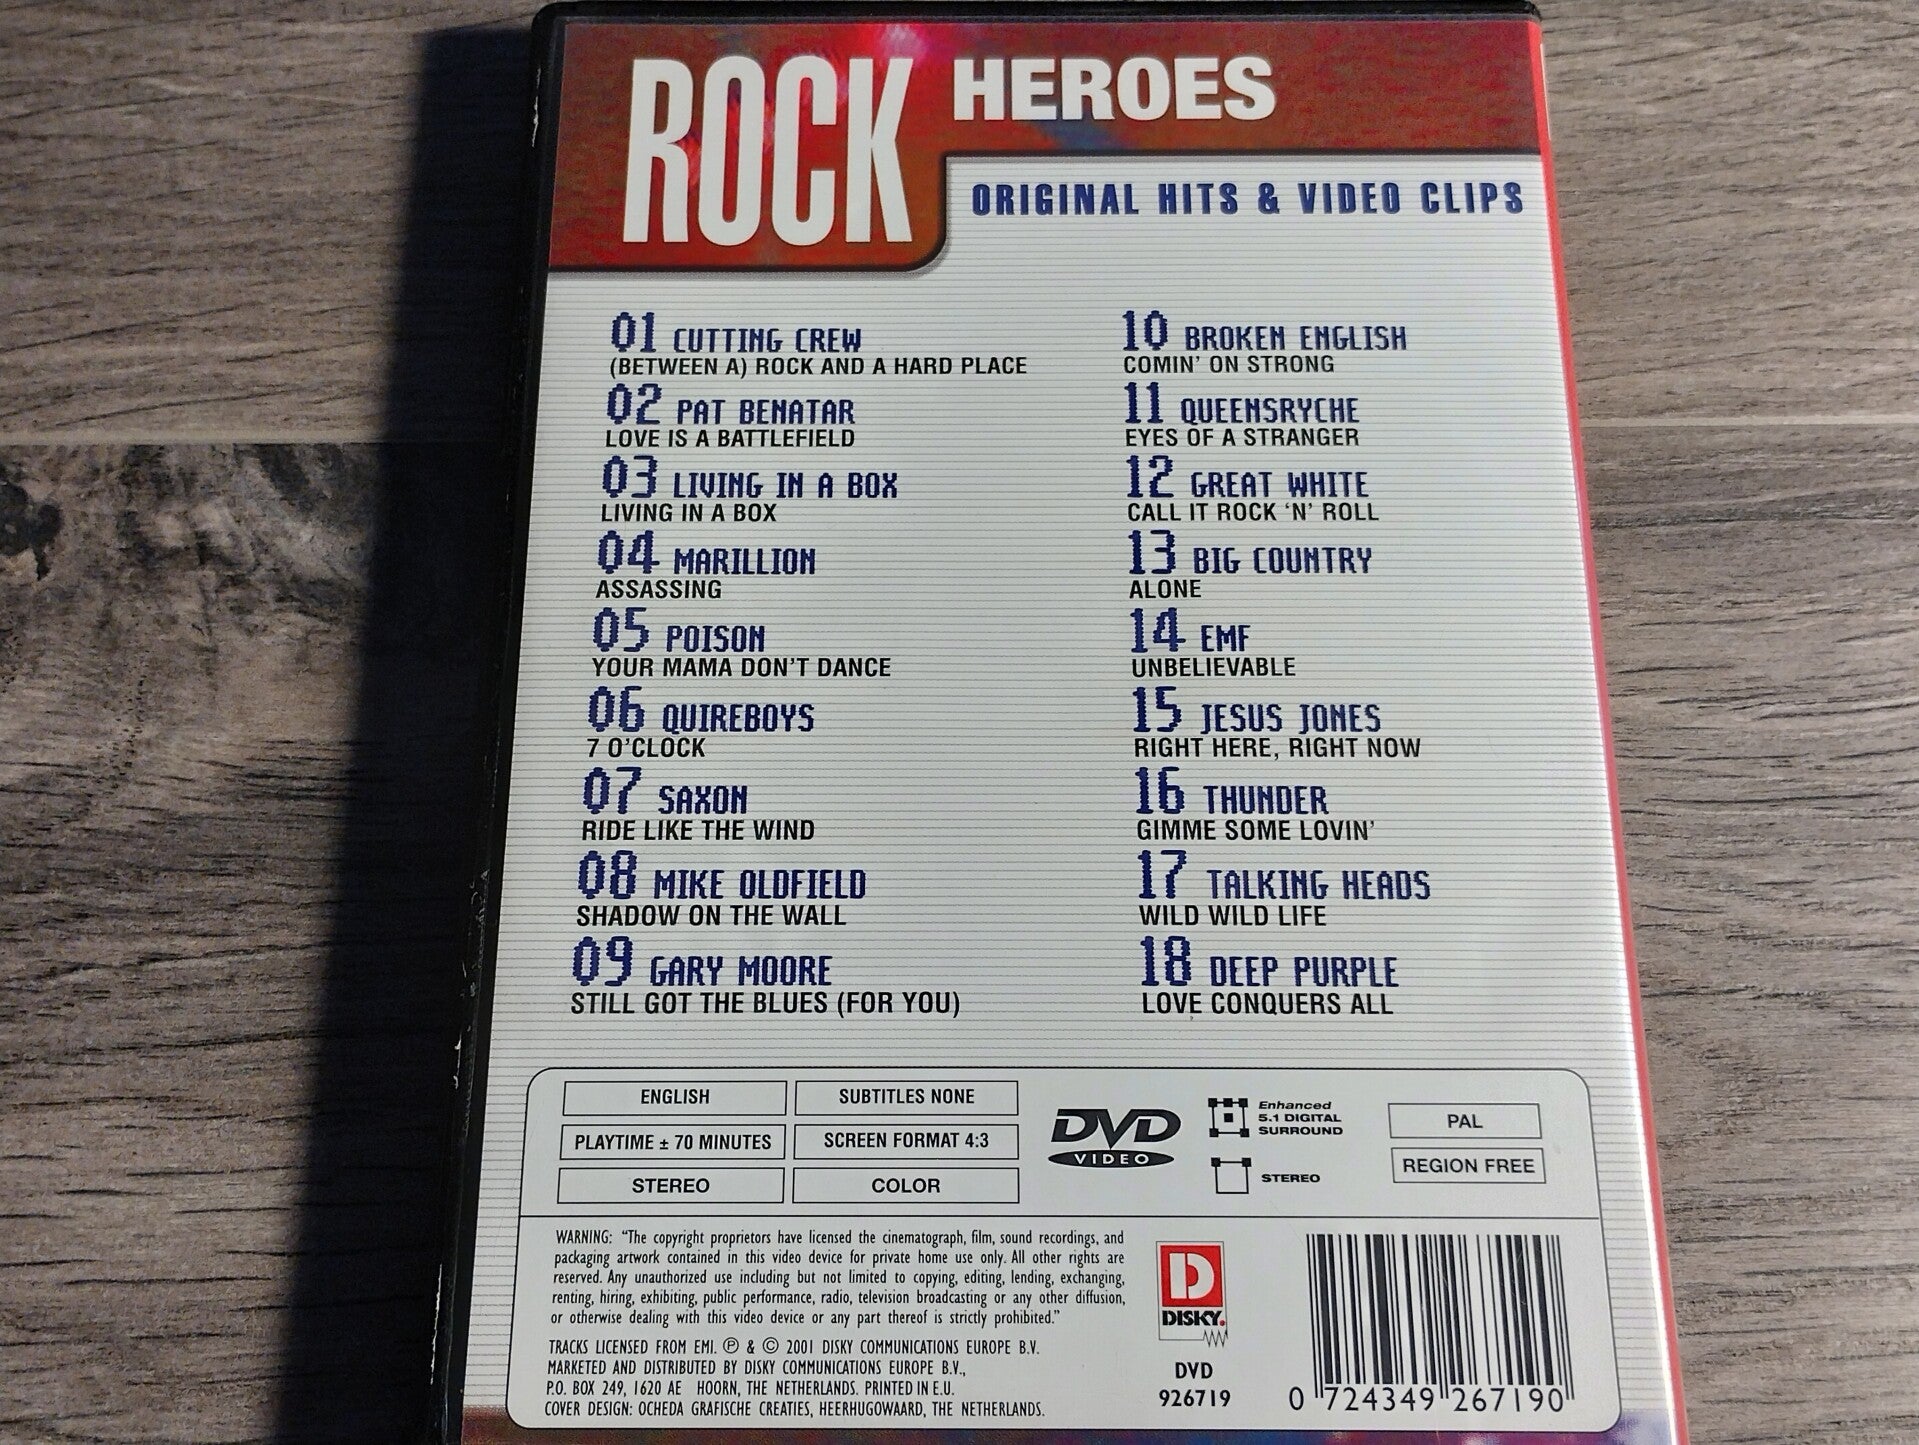 ROCK HEROES
ORIGINAL HITS & VIDEO CLIPS
01 CUTTING CREW
(BETWEEN A) ROCK AND A HARD PLACE
02 PAT BENATAR
LOVE IS A BATTLEFIELD
03 LIVING IN A BOX
LIVING IN A BOX
04 MARILLION
ASSASSING
05 POISON
YOUR MAMA DON'T DANCE
06 QUIREBOYS
7 O'CLOCK
07 SAXON
RIDE LIKE THE WIND
08 MIKE OLDFIELD
SHADOW ON THE WALL
09 GARY MOORE
STILL GOT THE BLUES (FOR YOU)
10 BROKEN ENGLISH
COMIN' ON STRONG
11 QUEENSRYCHE
EYES OF A STRANGER
12 GREAT WHITE
CALL IT ROCK 'N' ROLL
13 BIG COUNTRY
ALONE
14 EMF
UNBELIEVABLE
15 JESUS JONES
RIGHT HERE, RIGHT NOW
16 THUNDER
GIMME SOME LOVIN'
17 TALKING HEADS
WILD WILD LIFE
18 DEEP PURPLE
LOVE CONQUERS ALL
ENGLISH
SUBTITLES NONE
PLAYTIME ± 70 MINUTES
SCREEN FORMAT 4:3
STEREO
COLOR
DVD
VIDEO
Enhanced
5.1 DIGITAL
SURROUND
STEREO
PAL
REGION FREE
WARNING: "The copyright proprietors have licensed the cinematograph, film, sound recordings, and
packaging artwork contained in this video device for private home use only. All other rights are
reserved. Any unauthorized use including but not limited to copying, editing, lending, exchanging,
renting, hiring, exhibiting, public performance, radio, television broadcasting or any other diffusion,
or otherwise dealing with this video device or any part thereof is strictly prohibited."
TRACKS LICENSED FROM EMI. ℗ & © 2001 DISKY COMMUNICATIONS EUROPE B.V.
MARKETED AND DISTRIBUTED BY DISKY COMMUNICATIONS EUROPE B.V.,
P.O. BOX 249, 1620 AE HOORN, THE NETHERLANDS. PRINTED IN E.U.
COVER DESIGN: OCHEDA GRAFISCHE CREATIES, HEERHUGOWAARD, THE NETHERLANDS.
D
DISKY.
DVD
926719
0 724349 267190